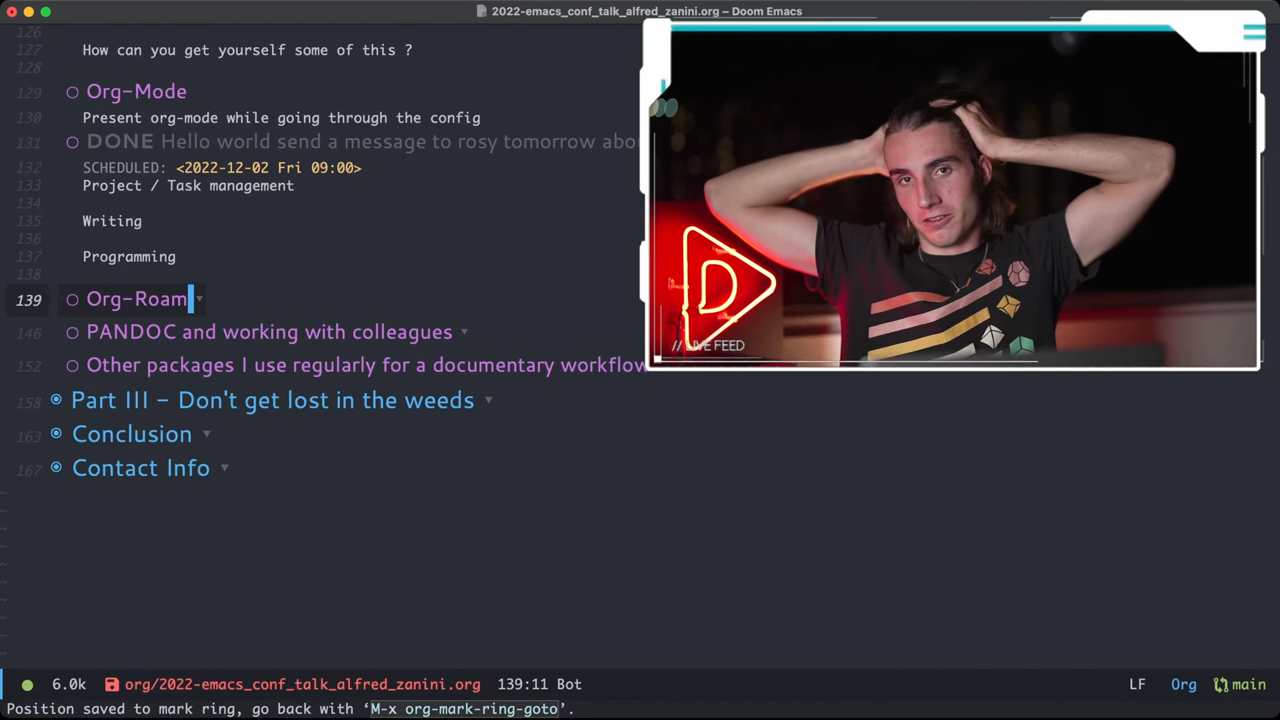 2022-emacs_conf_talk_alfred_zanini.org – Doom Emacs
126
127 How can you get yourself some of this ?
128
129 Org-Mode
130 Present org-mode while going through the config
131 DONE Hello world send a message to rosy tomorrow abou
132 SCHEDULED: <2022-12-02 Fri 09:00>
133 Project / Task management
134
135 Writing
136
137 Programming
138
139 Org-Roam
146 PANDOC and working with colleagues
152 Other packages I use regularly for a documentary workflow
158 Part III - Don't get lost in the weeds
163 Conclusion
167 Contact Info
D
// LIVE FEED
6.0k org/2022-emacs_conf_talk_alfred_zanini.org 139:11 Bot LF Org main
Position saved to mark ring, go back with ‘M-x org-mark-ring-goto’.